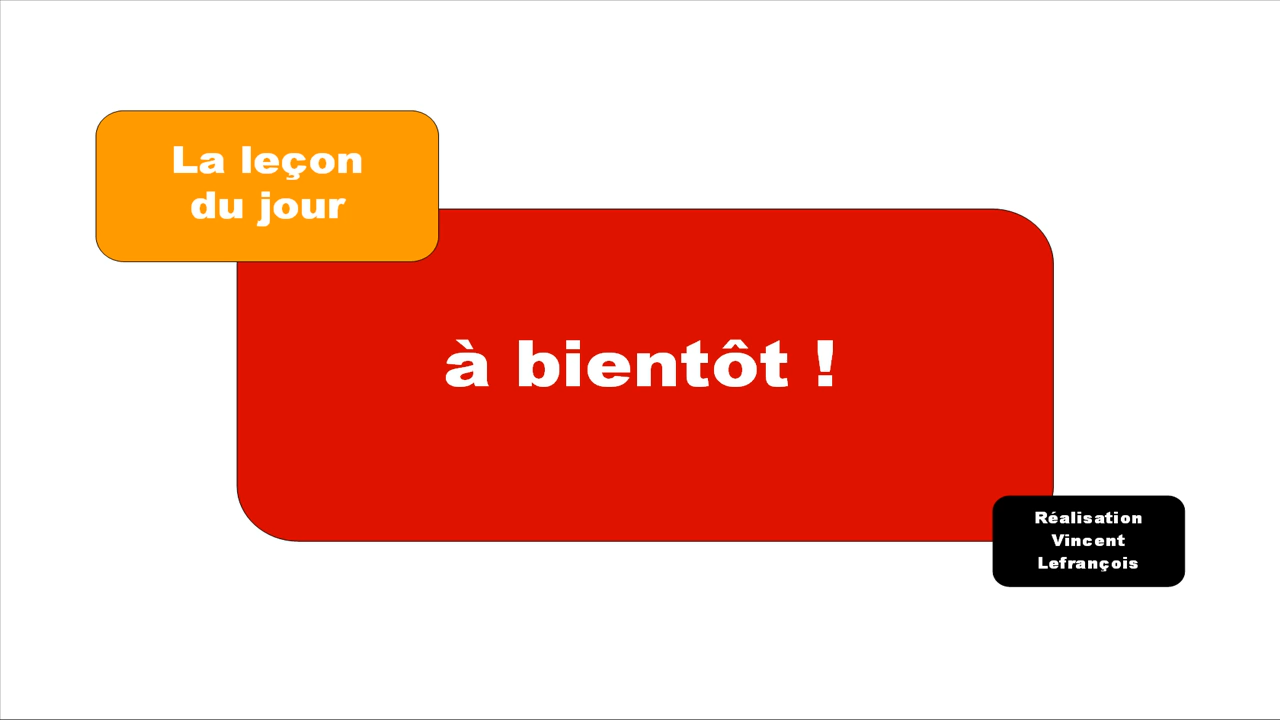 La leçon
du jour
à bientôt !
Réalisation
Vincent
Lefrançois